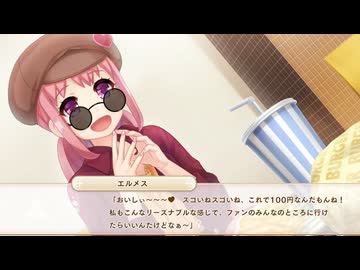 エルメス
「おいしぃ～～～♥　スゴいねスゴいね、これで100円なんだもんね！
私もこんなリーズナブルな感じで、ファンのみんなのところに行け
たらいいんたけどなぁ～」